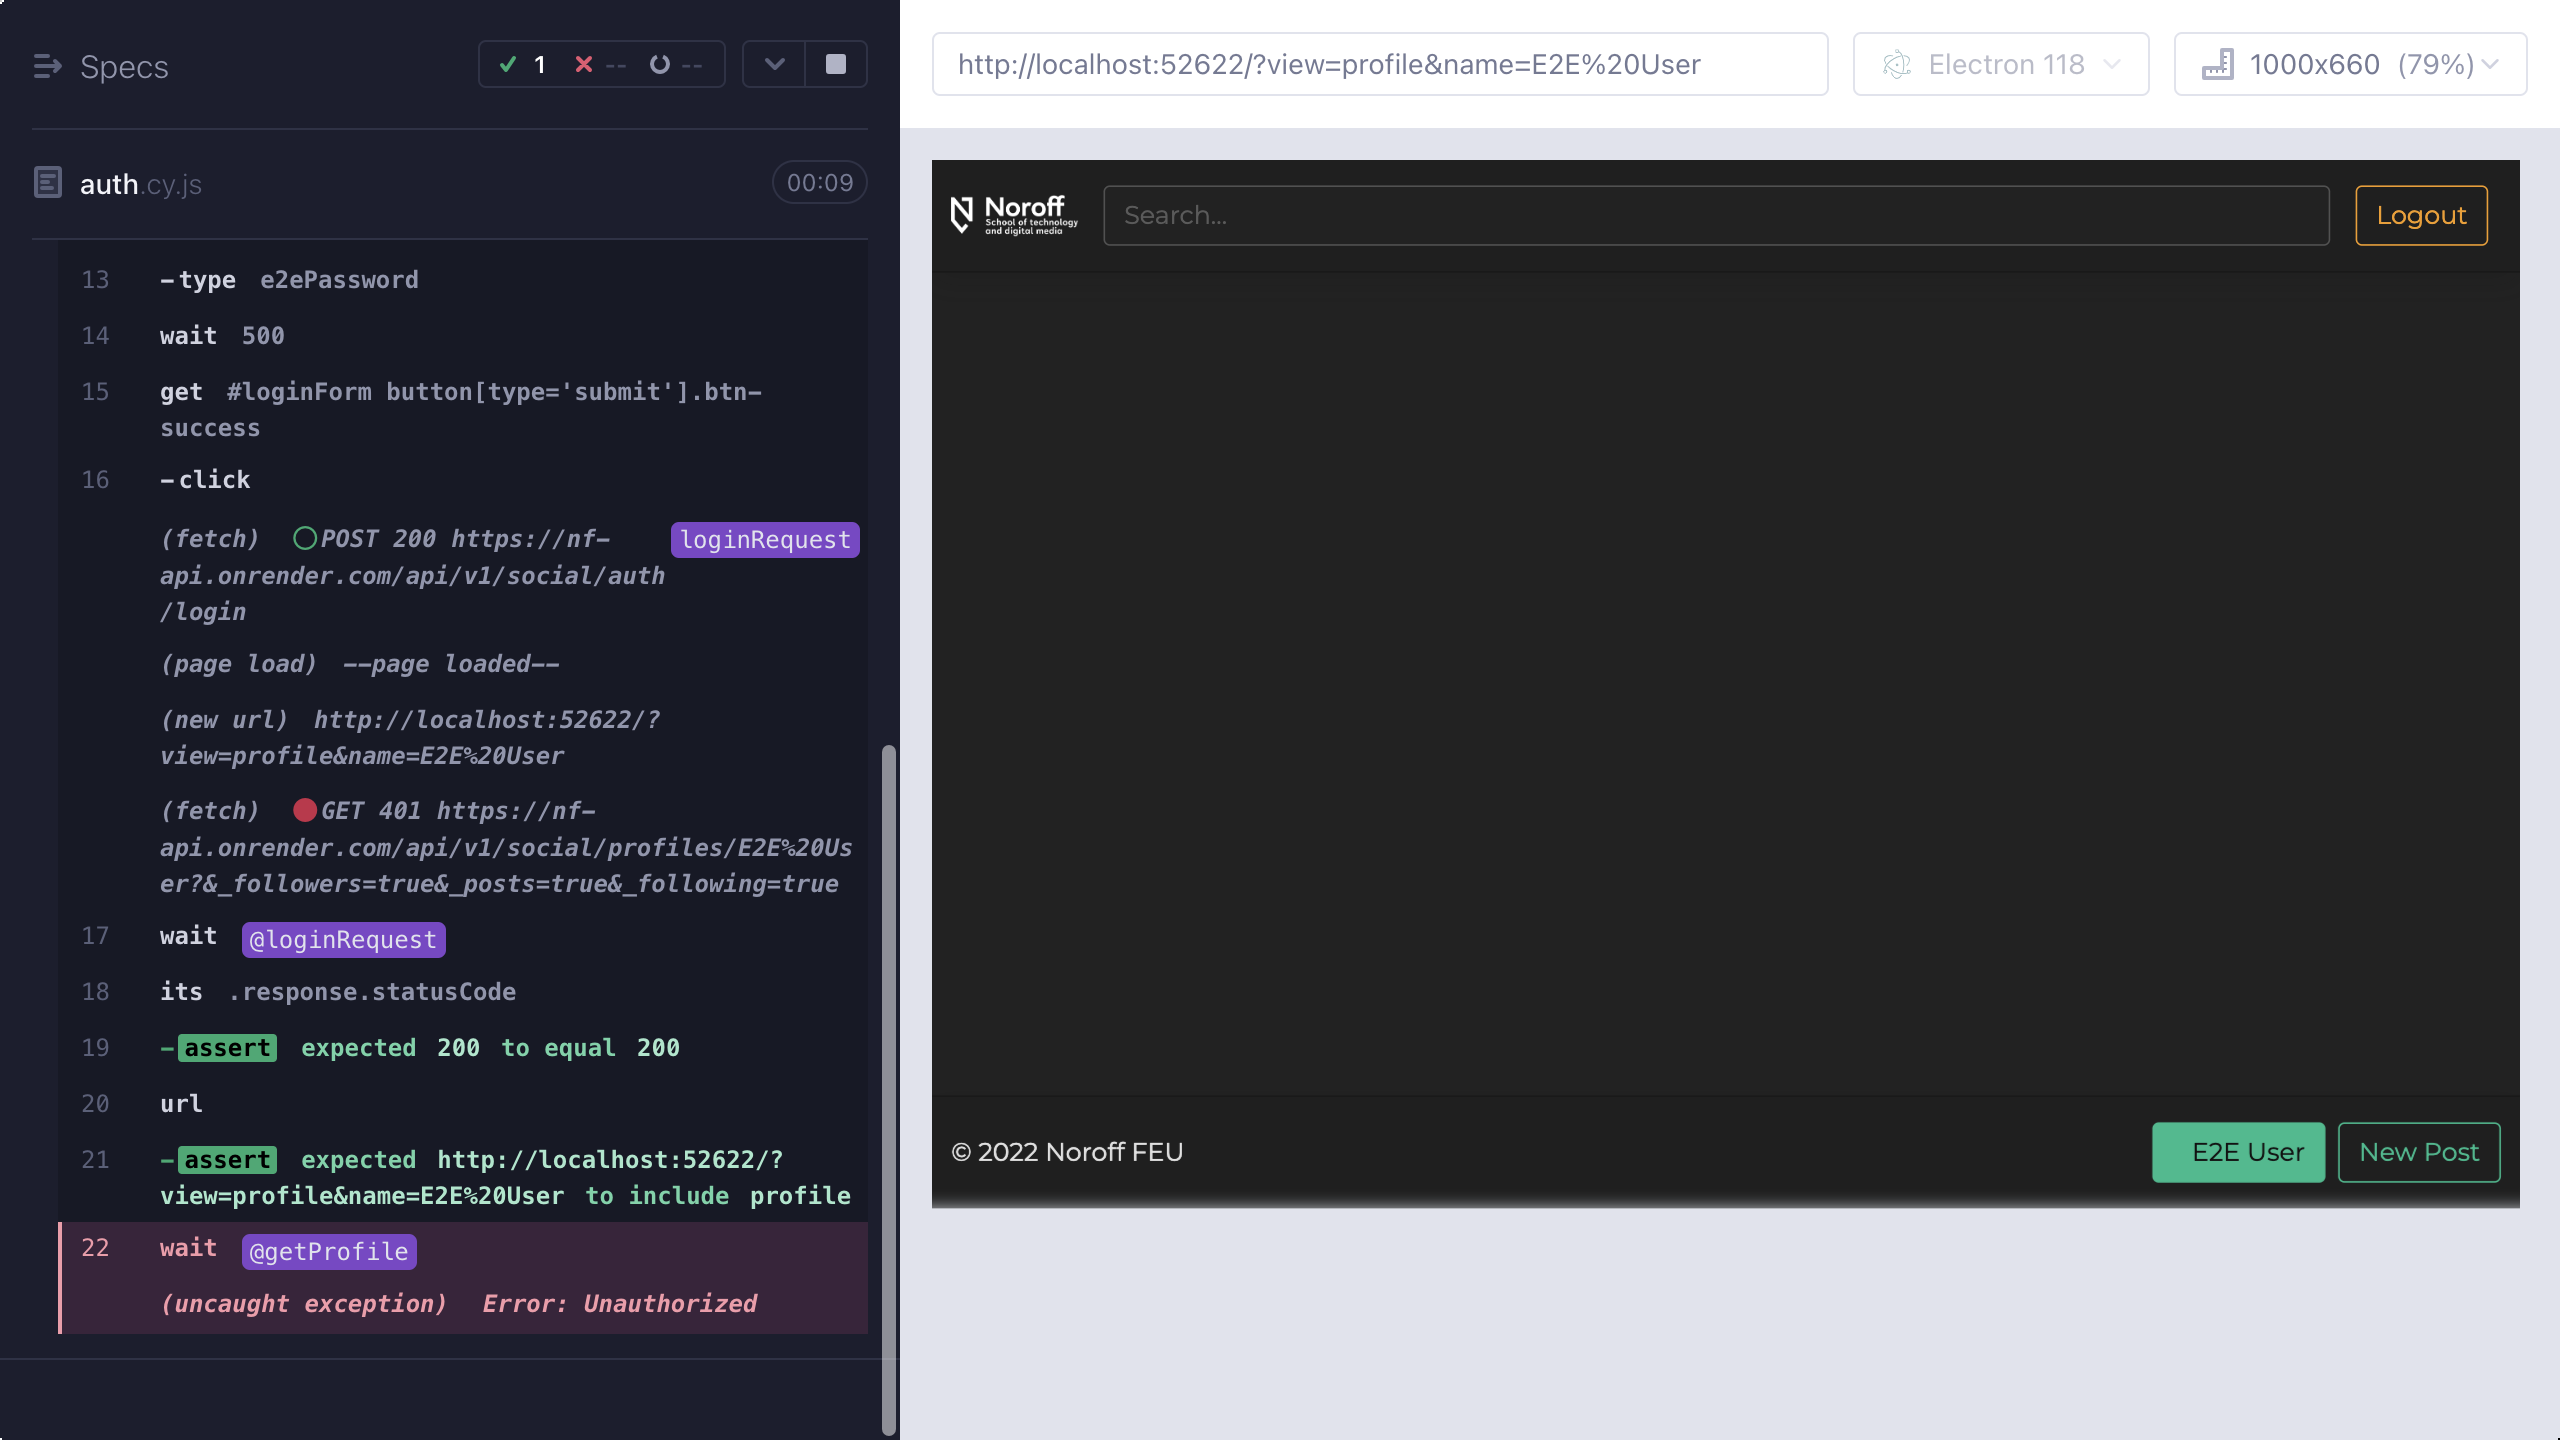 Specs
1 -- --
auth.cy.js 00:09
13 -type e2ePassword
14 wait 500
15 get #loginForm button[type='submit'].btn-
success
16 -click
(fetch) POST 200 https://nf- loginRequest
api.onrender.com/api/v1/social/auth
/login
(page load) --page loaded--
(new url) http://localhost:52622/?
view=profile&name=E2E%20User
(fetch) GET 401 https://nf-
api.onrender.com/api/v1/social/profiles/E2E%20Us
er?&_followers=true&_posts=true&_following=true
17 wait @loginRequest
18 its .response.statusCode
19 -assert expected 200 to equal 200
20 url
21 -assert expected http://localhost:52622/?
view=profile&name=E2E%20User to include profile
22 wait @getProfile
(uncaught exception) Error: Unauthorized
http://localhost:52622/?view=profile&name=E2E%20User
Electron 118
1000x660 (79%)
Noroff
School of technology
and digital media
Search...
Logout
© 2022 Noroff FEU
E2E User
New Post